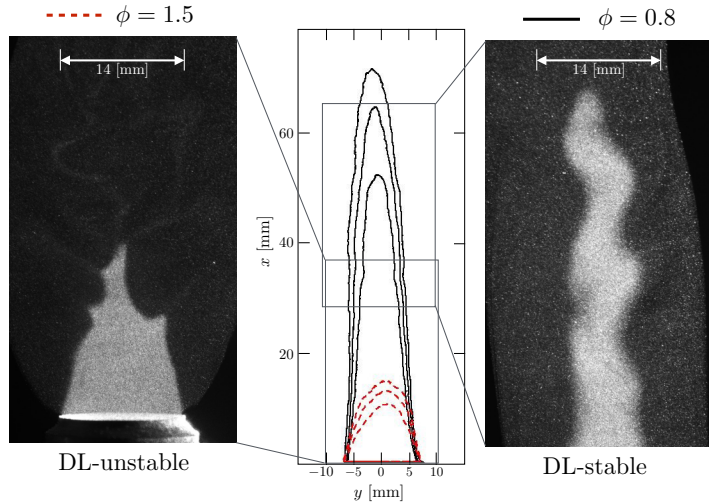 ϕ = 1.5
ϕ = 0.8
14 [mm]
14 [mm]
60
40
20
x [mm]
−10 −5 0 5 10
y [mm]
DL-unstable
DL-stable